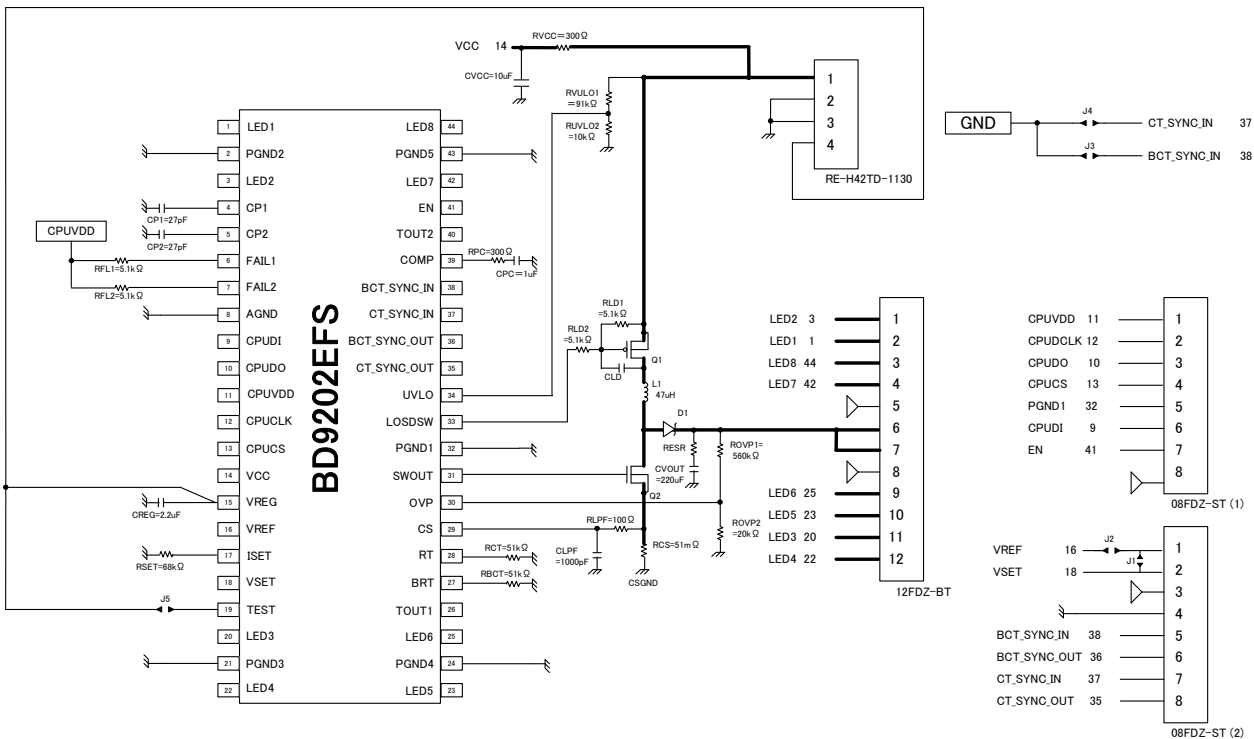 VCC 14
RVCC=300Ω
CVCC=10uF
RVULO1
=91kΩ
RUVLO2
=10kΩ
1
2
3
4
RE-H42TD-1130
GND
J4
CT_SYNC_IN 37
J3
BCT_SYNC_IN 38
BD9202EFS
1 LED1
2 PGND2
3 LED2
4 CP1
5 CP2
6 FAIL1
7 FAIL2
8 AGND
9 CPUDI
10 CPUDO
11 CPUVDD
12 CPUCLK
13 CPUCS
14 VCC
15 VREG
16 VREF
17 ISET
18 VSET
19 TEST
20 LED3
21 PGND3
22 LED4
LED8 44
PGND5 43
LED7 42
EN 41
TOUT2 40
COMP 39
BCT_SYNC_IN 38
CT_SYNC_IN 37
BCT_SYNC_OUT 36
CT_SYNC_OUT 35
UVLO 34
LOSDSW 33
PGND1 32
SWOUT 31
OVP 30
CS 29
RT 28
BRT 27
TOUT1 26
LED6 25
PGND4 24
LED5 23
CP1=27pF
CP2=27pF
CPUVDD
RFL1=5.1kΩ
RFL2=5.1kΩ
CREG=2.2uF
RSET=68kΩ
J5
RPC=300Ω
CPC=1uF
RLD1
=5.1kΩ
RLD2
=5.1kΩ
Q1
CLD
L1
47uH
D1
RESR
CVOUT
=220uF
ROVP1=
560kΩ
ROVP2
=20kΩ
Q2
RLPF=100Ω
CLPF
=1000pF
RCS=51mΩ
CSGND
RCT=51kΩ
RBCT=51kΩ
LED2 3 1
LED1 1 2
LED8 44 3
LED7 42 4
5
6
7
8
LED6 25 9
LED5 23 10
LED3 20 11
LED4 22 12
12FDZ-BT
CPUVDD 11 1
CPUDCLK 12 2
CPUDO 10 3
CPUCS 13 4
PGND1 32 5
CPUDI 9 6
EN 41 7
8
08FDZ-ST (1)
VREF 16 J2 1
J1
VSET 18 2
3
4
BCT_SYNC_IN 38 5
BCT_SYNC_OUT 36 6
CT_SYNC_IN 37 7
CT_SYNC_OUT 35 8
08FDZ-ST (2)